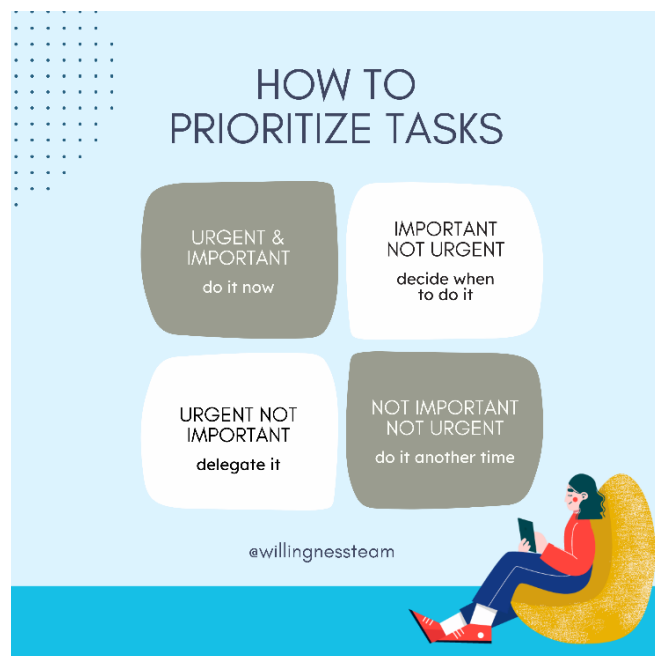 HOW TO
PRIORITIZE TASKS
URGENT &
IMPORTANT
do it now
IMPORTANT
NOT URGENT
decide when
to do it
URGENT NOT
IMPORTANT
delegate it
NOT IMPORTANT
NOT URGENT
do it another time
@willingnessteam